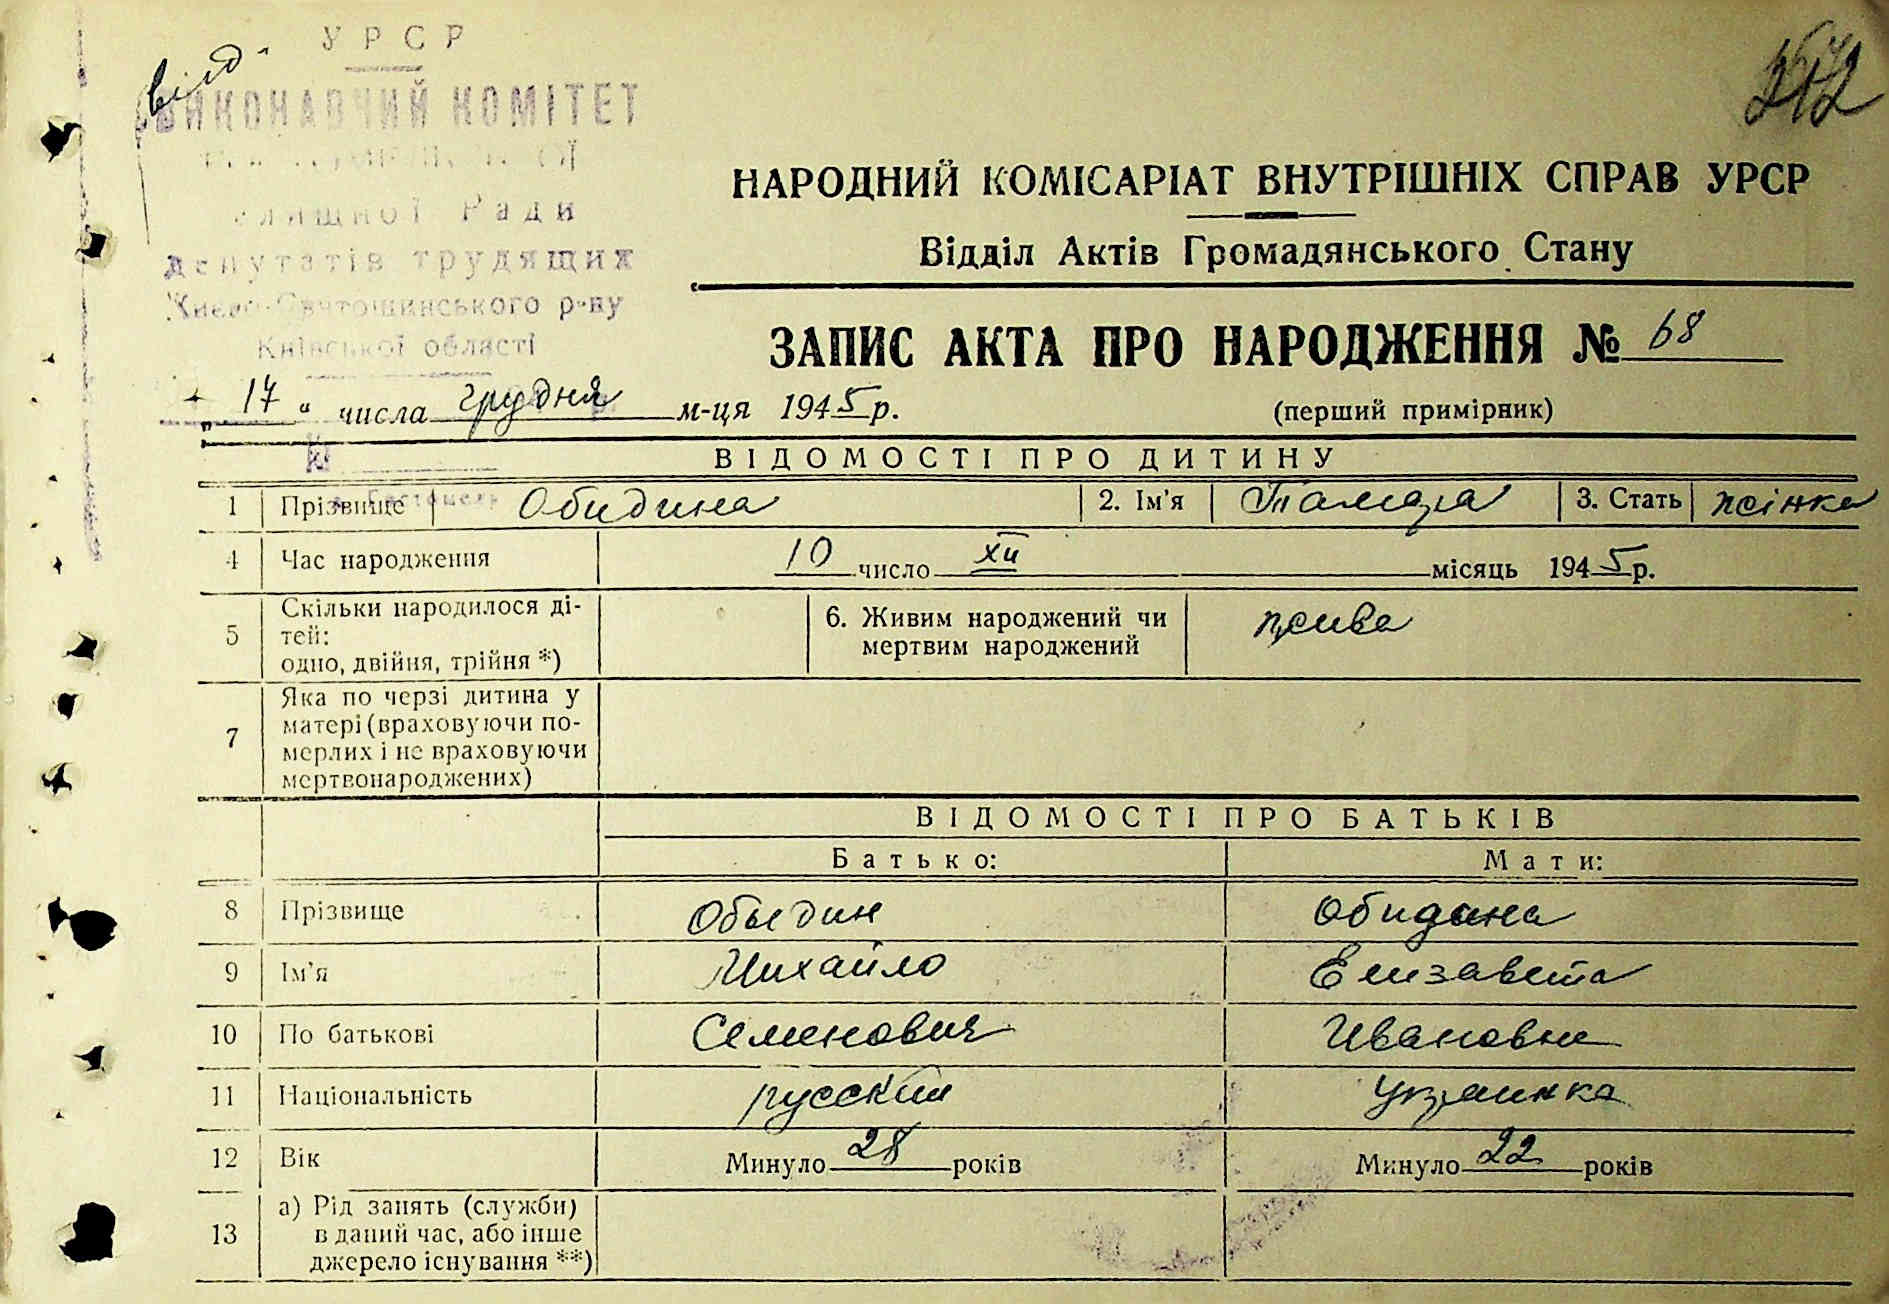 УРСР
ВИКОНАВЧИЙ КОМІТЕТ
Ради
депутатів трудящих
Києво-Святошинського р-ну
Київської області
212
НАРОДНИЙ КОМІСАРІАТ ВНУТРІШНІХ СПРАВ УРСР
Відділ Актів Громадянського Стану
ЗАПИС АКТА ПРО НАРОДЖЕННЯ № 68
„ 17 “ числа грудня м-ця 1945 р. (перший примірник)
ВІДОМОСТІ ПРО ДИТИНУ
1 Прізвище Обидина 2. Ім'я Тамара 3. Стать жінка
4 Час народження 10 число XII місяць 1945 р.
5 Скільки народилося ді-
тей:
одно, двійня, трійня *)
6. Живим народжений чи
мертвим народжений
жива
7 Яка по черзі дитина у
матері (враховуючи по-
мерлих і не враховуючи
мертвонароджених)
ВІДОМОСТІ ПРО БАТЬКІВ
Батько: Мати:
8 Прізвище Обыдин Обидина
9 Ім'я Михайло Елизавета
10 По батькові Семенович Ивановна
11 Національність русский украинка
12 Вік Минуло 28 років Минуло 22 років
13 а) Рід занять (служби)
в даний час, або інше
джерело існування **)